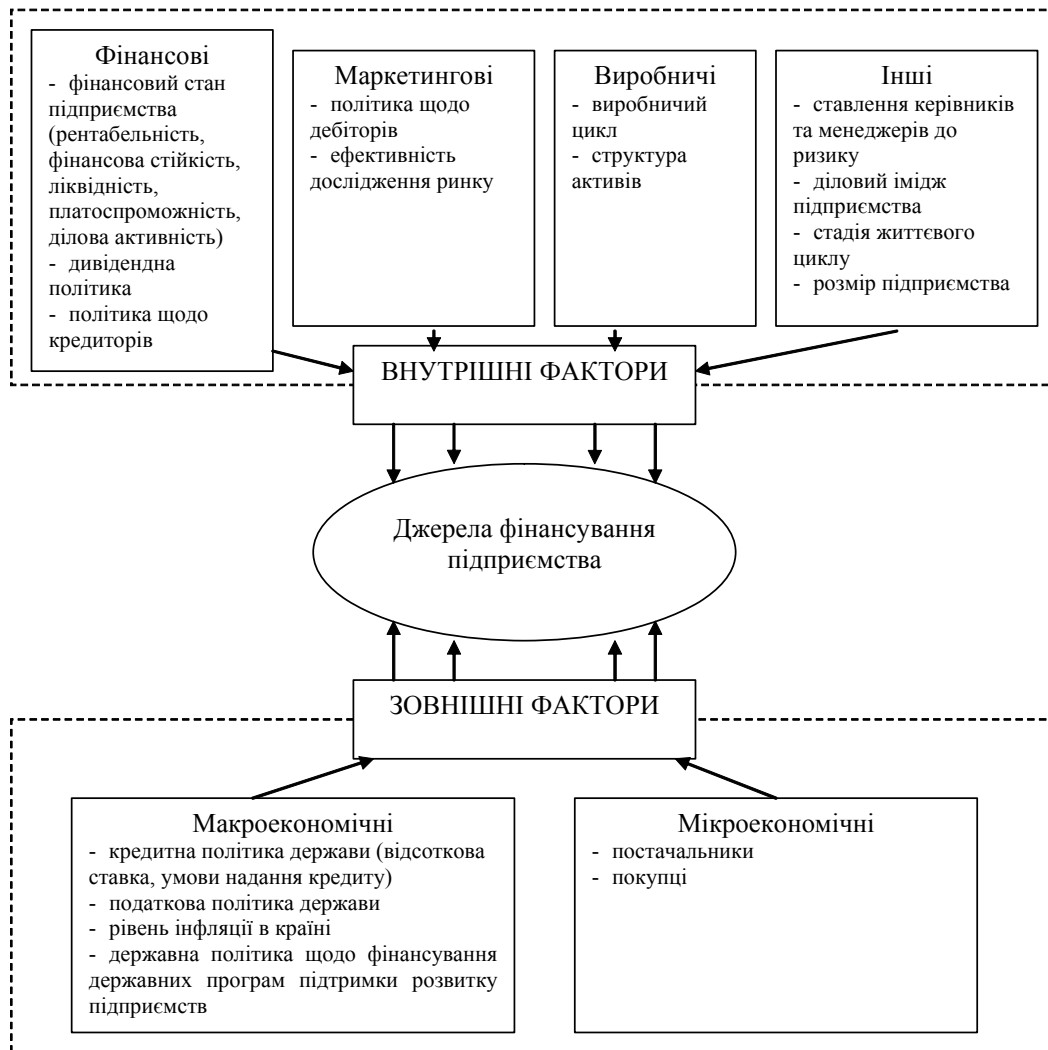 Фінансові
- фінансовий стан
підприємства
(рентабельність,
фінансова стійкість,
ліквідність,
платоспроможність,
ділова активність)
- дивідендна
політика
- політика щодо
кредиторів
Маркетингові
- політика щодо
дебіторів
- ефективність
дослідження ринку
Виробничі
- виробничий
цикл
- структура
активів
Інші
- ставлення керівників
та менеджерів до
ризику
- діловий імідж
підприємства
- стадія життєвого
циклу
- розмір підприємства
ВНУТРІШНІ ФАКТОРИ
Джерела фінансування
підприємства
ЗОВНІШНІ ФАКТОРИ
Макроекономічні
- кредитна політика держави (відсоткова
ставка, умови надання кредиту)
- податкова політика держави
- рівень інфляції в країні
- державна політика щодо фінансування
державних програм підтримки розвитку
підприємств
Мікроекономічні
- постачальники
- покупці